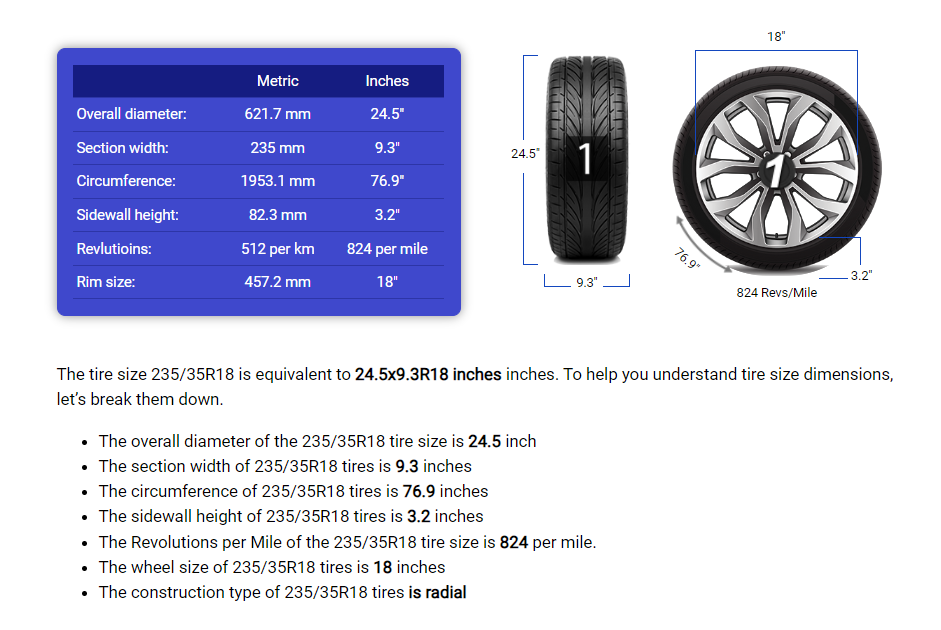 18"
Metric Inches
Overall diameter: 621.7 mm 24.5"
Section width: 235 mm 9.3"
Circumference: 1953.1 mm 76.9"
Sidewall height: 82.3 mm 3.2"
Revlutioins: 512 per km 824 per mile
Rim size: 457.2 mm 18"
24.5"
1
9.3"
1
76.9"
3.2"
824 Revs/Mile
The tire size 235/35R18 is equivalent to 24.5x9.3R18 inches inches. To help you understand tire size dimensions,
let's break them down.
• The overall diameter of the 235/35R18 tire size is 24.5 inch
• The section width of 235/35R18 tires is 9.3 inches
• The circumference of 235/35R18 tires is 76.9 inches
• The sidewall height of 235/35R18 tires is 3.2 inches
• The Revolutions per Mile of the 235/35R18 tire size is 824 per mile.
• The wheel size of 235/35R18 tires is 18 inches
• The construction type of 235/35R18 tires is radial